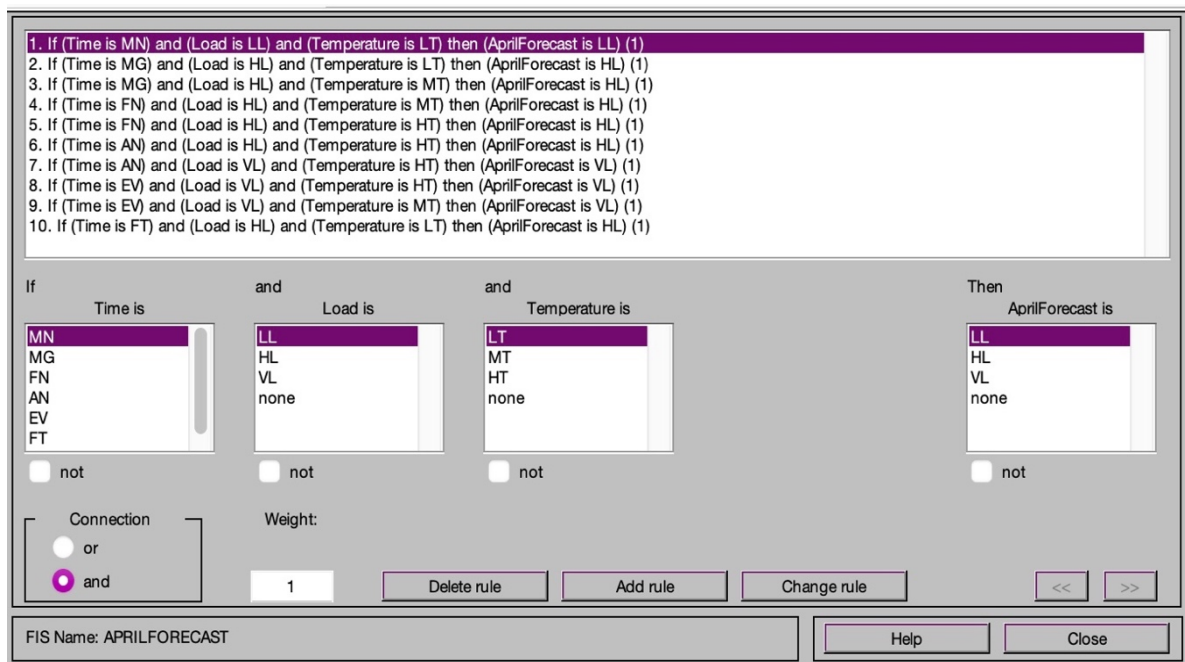 1. If (Time is MN) and (Load is LL) and (Temperature is LT) then (AprilForecast is LL) (1)
2. If (Time is MG) and (Load is HL) and (Temperature is LT) then (AprilForecast is HL) (1)
3. If (Time is MG) and (Load is HL) and (Temperature is MT) then (AprilForecast is HL) (1)
4. If (Time is FN) and (Load is HL) and (Temperature is MT) then (AprilForecast is HL) (1)
5. If (Time is FN) and (Load is HL) and (Temperature is HT) then (AprilForecast is HL) (1)
6. If (Time is AN) and (Load is HL) and (Temperature is HT) then (AprilForecast is HL) (1)
7. If (Time is AN) and (Load is VL) and (Temperature is HT) then (AprilForecast is VL) (1)
8. If (Time is EV) and (Load is VL) and (Temperature is HT) then (AprilForecast is VL) (1)
9. If (Time is EV) and (Load is VL) and (Temperature is MT) then (AprilForecast is VL) (1)
10. If (Time is FT) and (Load is HL) and (Temperature is LT) then (AprilForecast is HL) (1)
If and and Then
Time is Load is Temperature is AprilForecast is
MN LL LT LL
MG HL MT HL
FN VL HT VL
AN none none none
EV
FT
not not not not
Connection Weight:
or
and 1 Delete rule Add rule Change rule << >>
FIS Name: APRILFORECAST Help Close